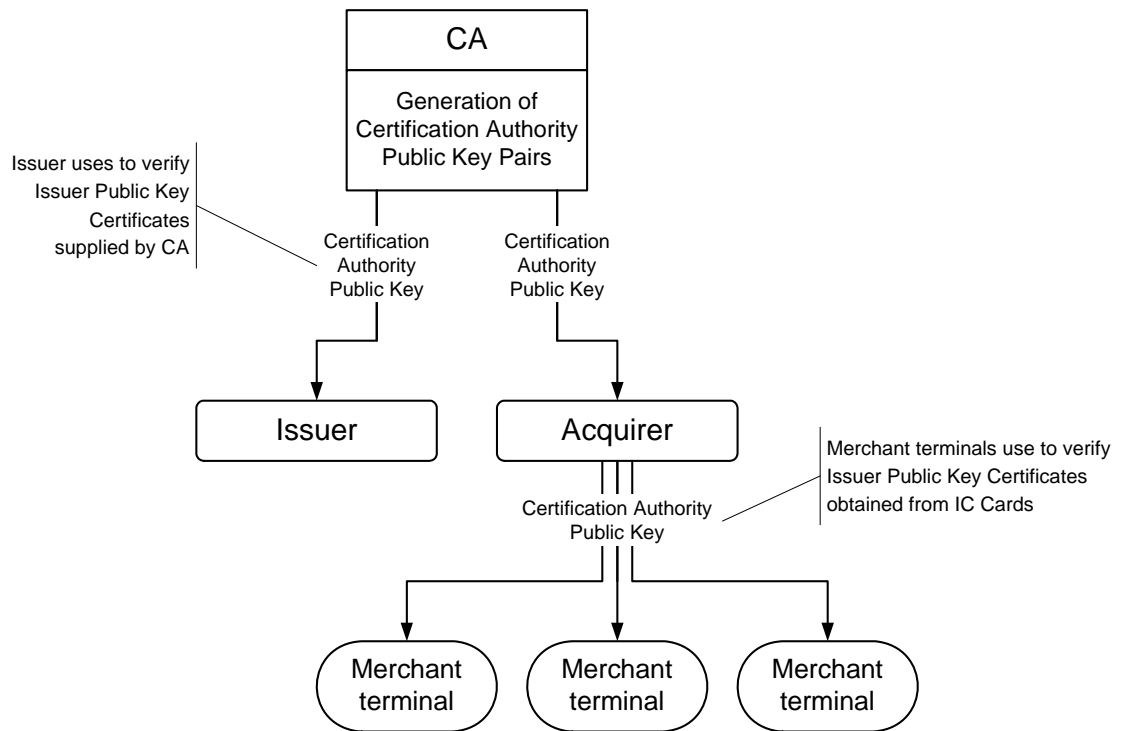 CA
Generation of
Certification Authority
Public Key Pairs
Issuer uses to verify
Issuer Public Key
Certificates
supplied by CA
Certification
Authority
Public Key
Certification
Authority
Public Key
Issuer
Acquirer
Merchant terminals use to verify
Issuer Public Key Certificates
obtained from IC Cards
Certification Authority
Public Key
Merchant
terminal
Merchant
terminal
Merchant
terminal